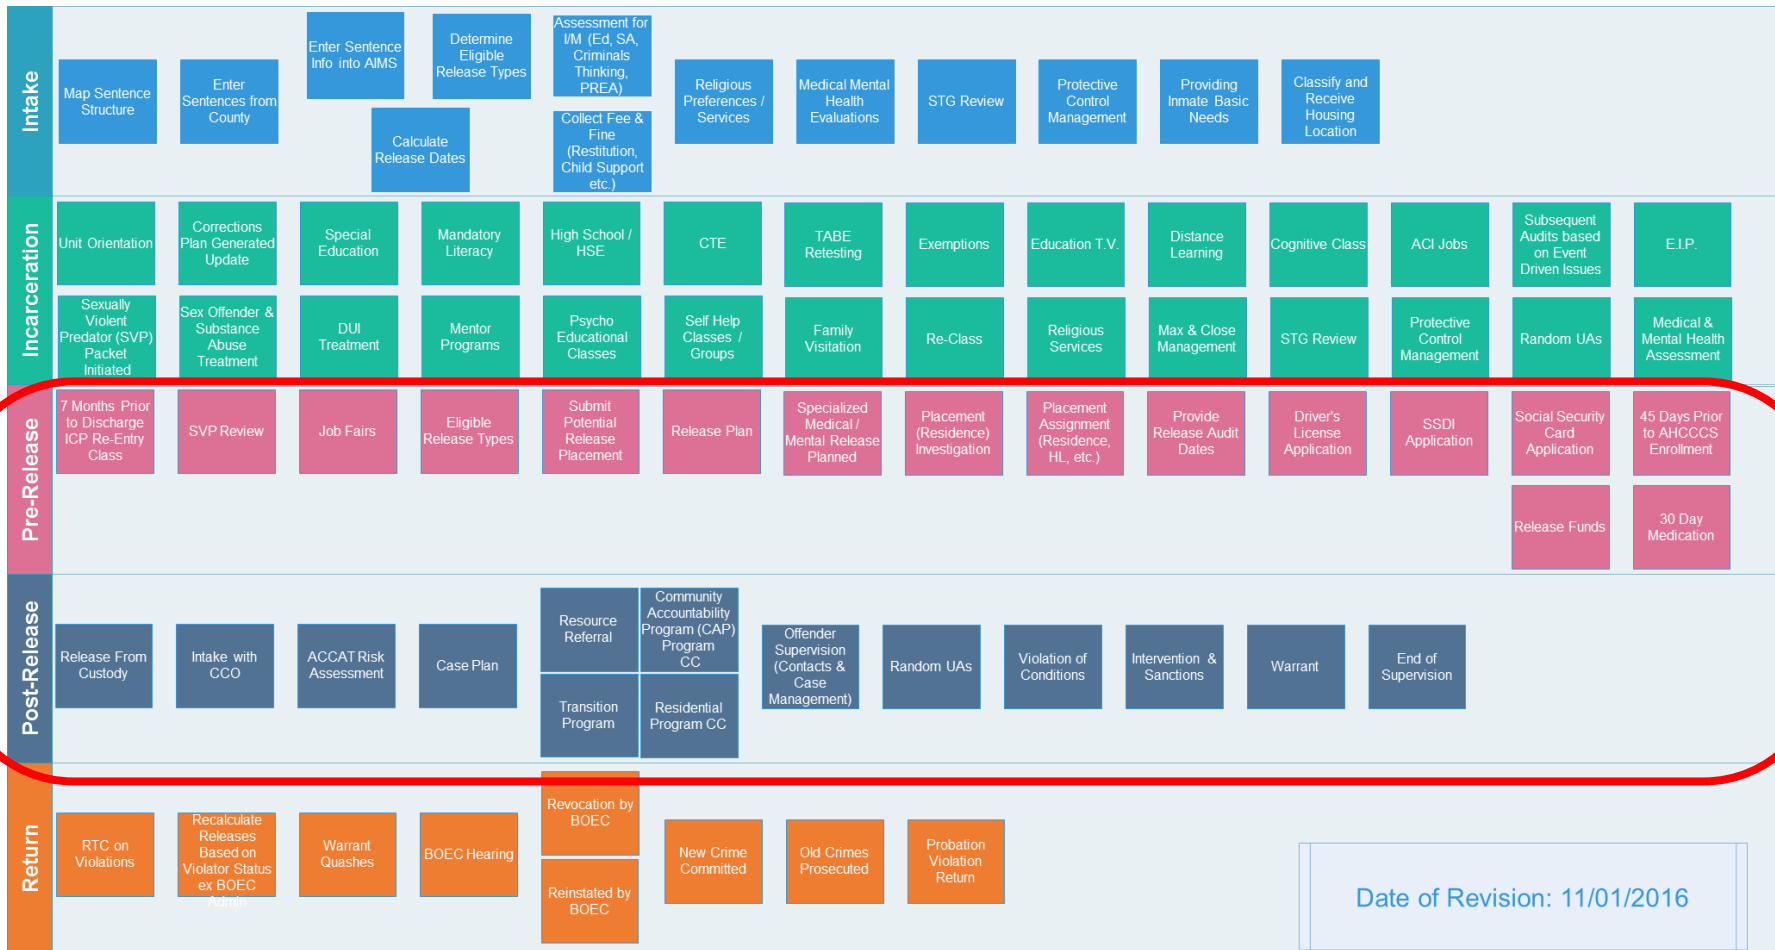 Intake
Map Sentence
Structure
Enter
Sentences from
County
Enter Sentence
Info into AIMS
Calculate
Release Dates
Determine
Eligible
Release Types
Assessment for
I/M (Ed, SA,
Criminals
Thinking,
PREA)
Collect Fee &
Fine
(Restitution,
Child Support
etc.)
Religious
Preferences /
Services
Medical Mental
Health
Evaluations
STG Review
Protective
Control
Management
Providing
Inmate Basic
Needs
Classify and
Receive
Housing
Location
Incarceration
Unit Orientation
Corrections
Plan Generated
Update
Special
Education
Mandatory
Literacy
High School /
HSE
CTE
TABE
Retesting
Exemptions
Education T.V.
Distance
Learning
Cognitive Class
ACI Jobs
Subsequent
Audits based
on Event
Driven Issues
E.I.P.
Sexually
Violent
Predator (SVP)
Packet
Initiated
Sex Offender &
Substance
Abuse
Treatment
DUI
Treatment
Mentor
Programs
Psycho
Educational
Classes
Self Help
Classes /
Groups
Family
Visitation
Re-Class
Religious
Services
Max & Close
Management
STG Review
Protective
Control
Management
Random UAs
Medical &
Mental Health
Assessment
Pre-Release
7 Months Prior
to Discharge
ICP Re-Entry
Class
SVP Review
Job Fairs
Eligible
Release Types
Submit
Potential
Release
Placement
Release Plan
Specialized
Medical /
Mental Release
Planned
Placement
(Residence)
Investigation
Placement
Assignment
(Residence,
HL, etc.)
Provide
Release Audit
Dates
Driver's
License
Application
SSDI
Application
Social Security
Card
Application
45 Days Prior
to AHCCCS
Enrollment
Release Funds
30 Day
Medication
Post-Release
Release From
Custody
Intake with
CCO
ACCAT Risk
Assessment
Case Plan
Resource
Referral
Community
Accountability
Program (CAP)
Program
CC
Transition
Program
Residential
Program CC
Offender
Supervision
(Contacts &
Case
Management)
Random UAs
Violation of
Conditions
Intervention &
Sanctions
Warrant
End of
Supervision
Return
RTC on
Violations
Recalculate
Releases
Based on
Violator Status
ex BOEC
Admin
Warrant
Quashes
BOEC Hearing
Revocation by
BOEC
Reinstated by
BOEC
New Crime
Committed
Old Crimes
Prosecuted
Probation
Violation
Return
Date of Revision: 11/01/2016